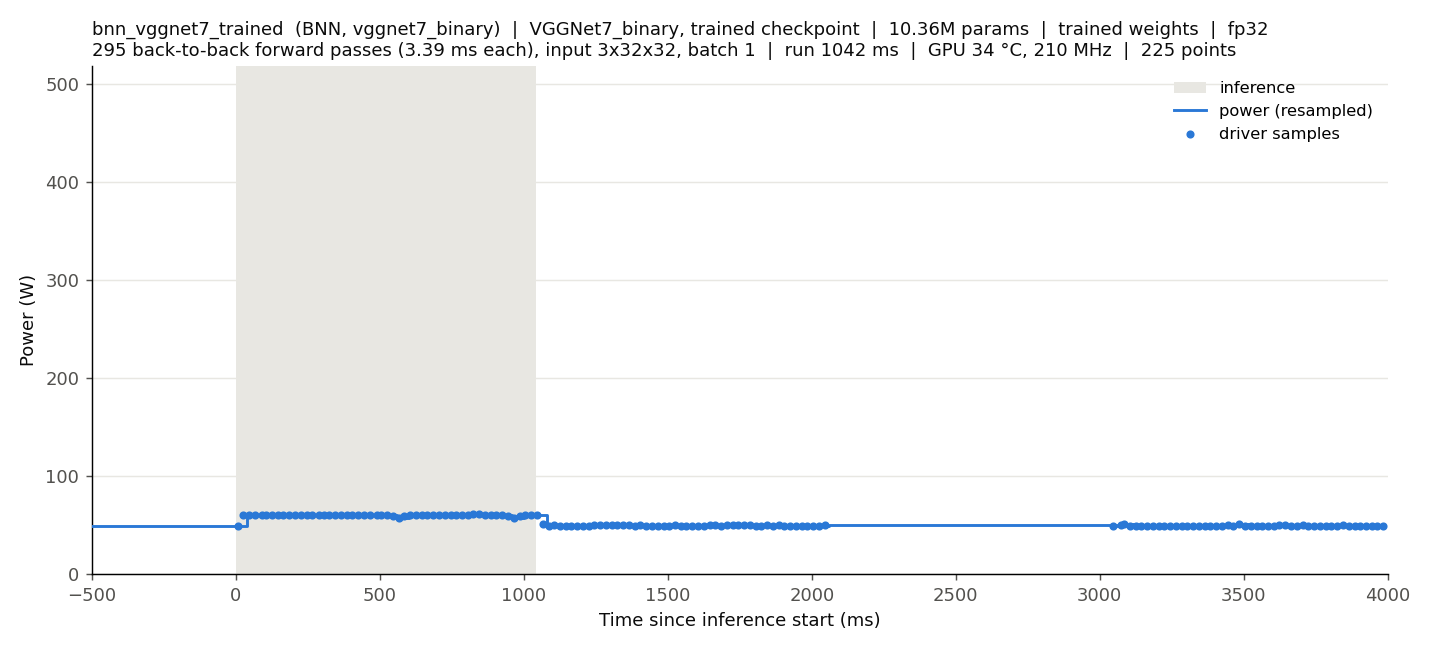 bnn_vggnet7_trained  (BNN, vggnet7_binary)  |  VGGNet7_binary, trained checkpoint  |  10.36M params  |  trained weights  |  fp32
295 back-to-back forward passes (3.39 ms each), input 3x32x32, batch 1  |  run 1042 ms  |  GPU 34 °C, 210 MHz  |  225 points
inference
power (resampled)
driver samples
500
400
300
200
100
0
Power (W)
−500
0
500
1000
1500
2000
2500
3000
3500
4000
Time since inference start (ms)